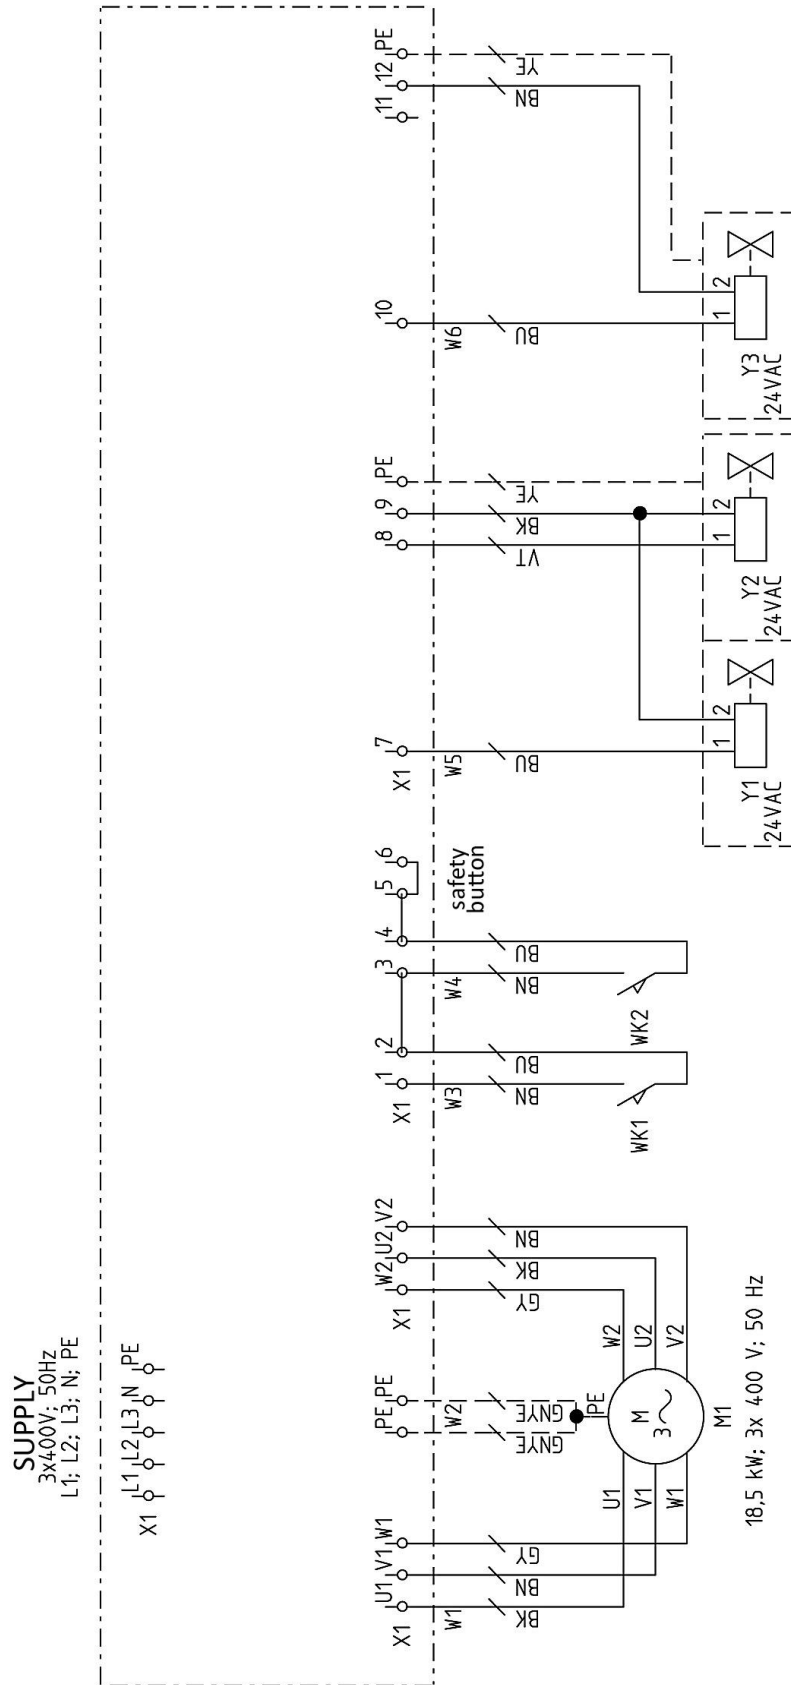 SUPPLY
3x400V; 50Hz
L1; L2; L3; N; PE
X1
L1 L2 L3 N PE
X1
U1 V1 W1
PE PE
X1
W2 U2 V2
X1
1 2 3 4 5 6
safety
button
X1
7 8 9 PE
10 11 12 PE
W1
BK
BN
GY
W2
GNYE
GNYE
GY
BK
BN
W3
BN
BU
W4
BN
BU
W5
BU
VT
BK
YE
W6
BU
BN
YE
U1
V1
W1
PE
W2
U2
V2
M
3
M1
18,5 kW; 3x 400 V; 50 Hz
WK1
WK2
1 2
Y1
24VAC
1 2
Y2
24VAC
1 2
Y3
24VAC